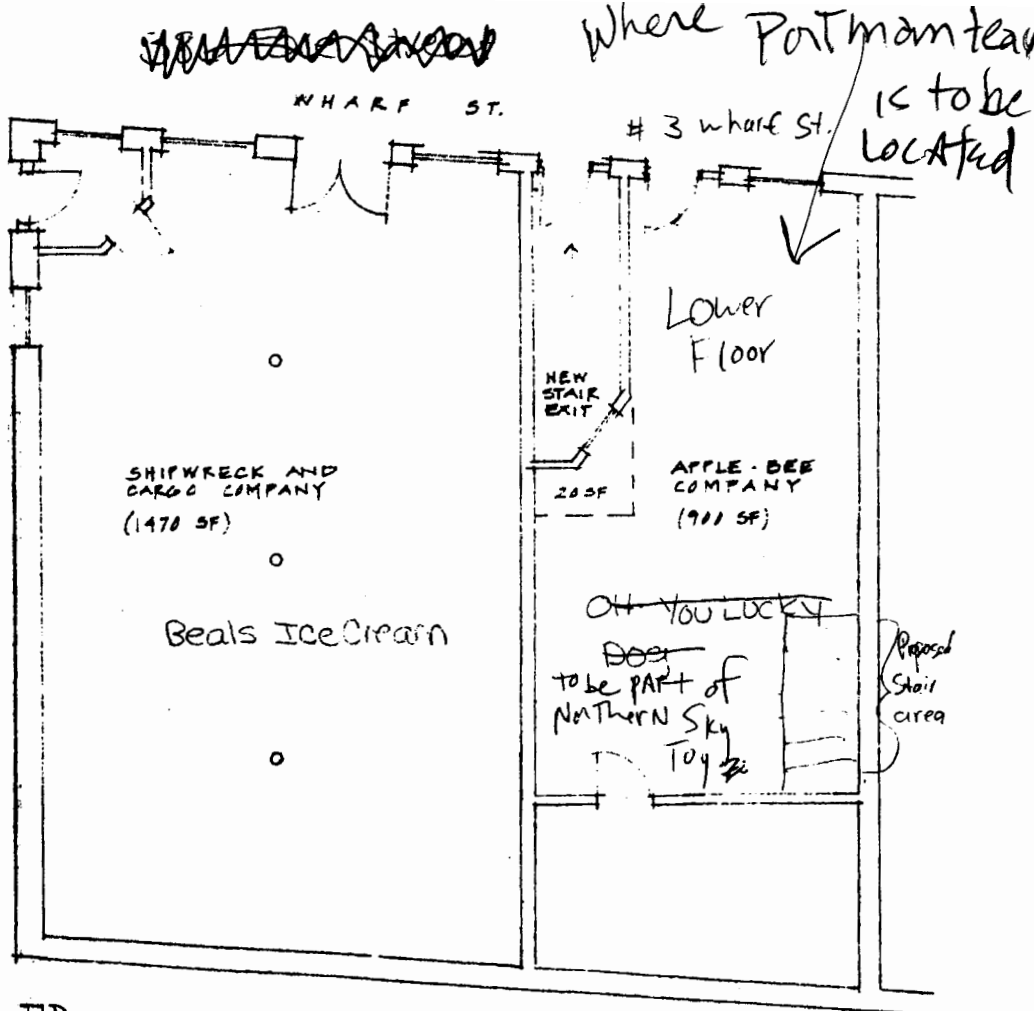 Where Portmanteau
is to be
Located
WHARF ST.
# 3 wharf St.
Lower
Floor
NEW
STAIR
EXIT
SHIPWRECK AND
CARGO COMPANY
(1470 SF)
20 SF
APPLE-BEE
COMPANY
(900 SF)
OH YOU LUCKY
Dog
to be PART of
NorTherN Sky
Toyz
Beals Ice Cream
Proposed
Stair
area